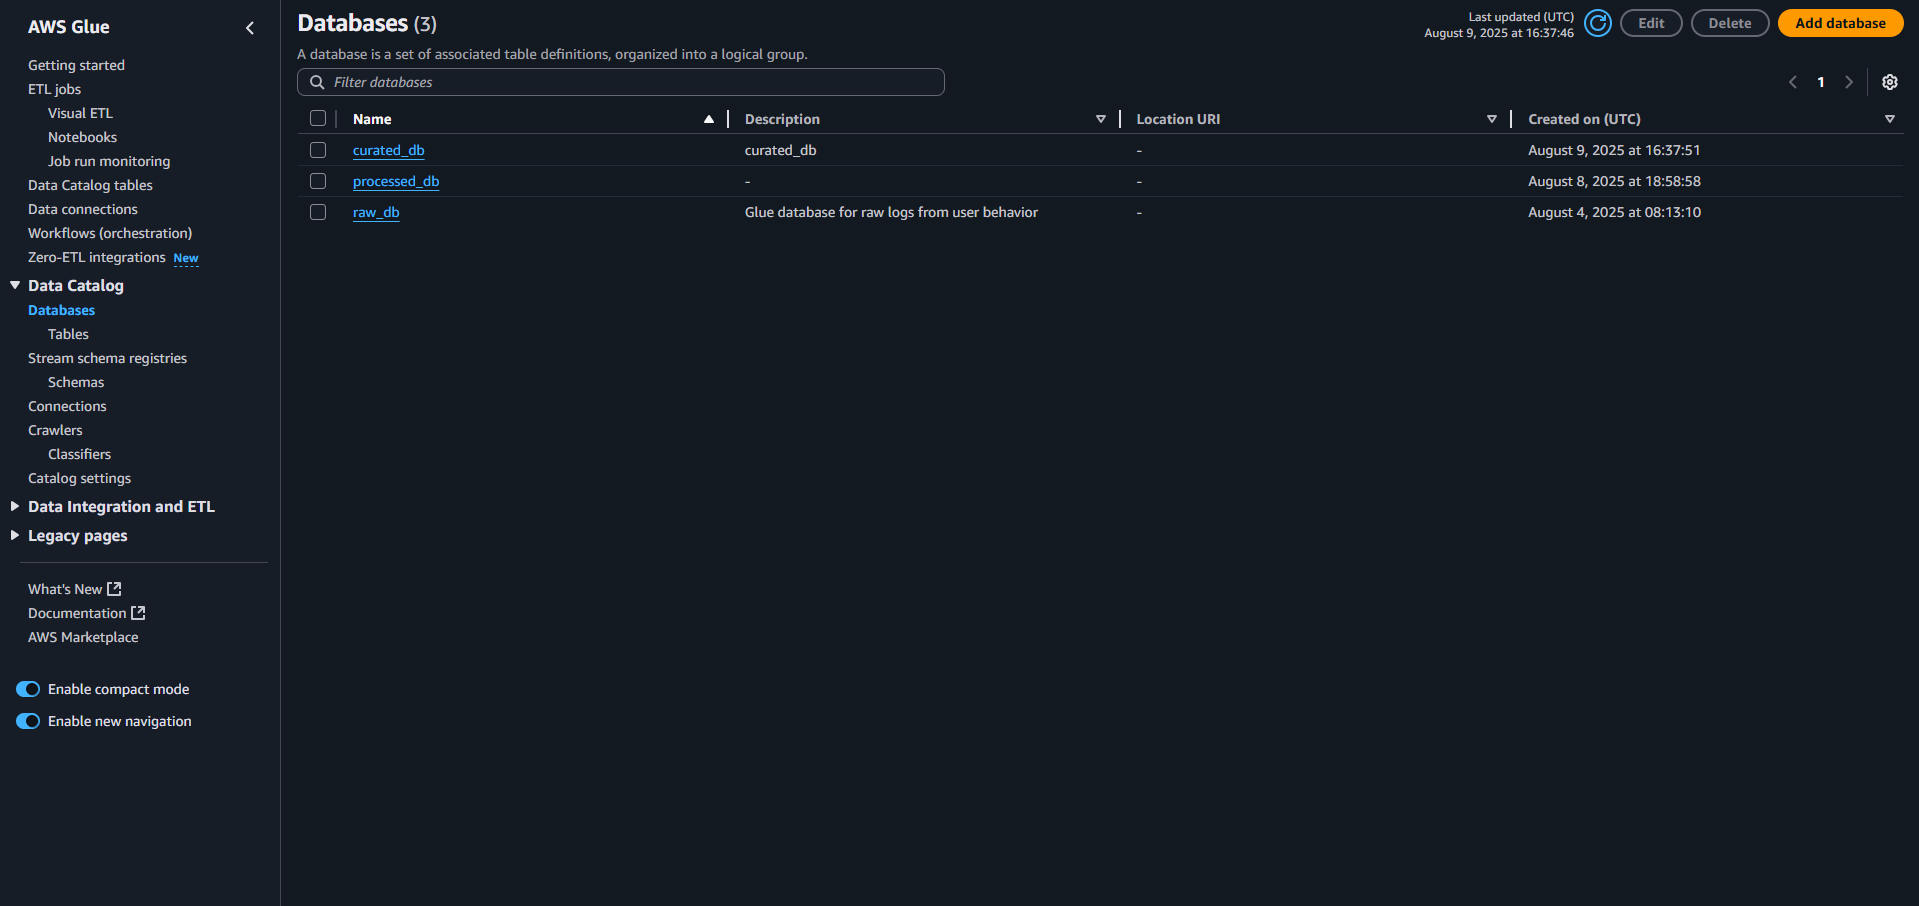 AWS Glue
Getting started
ETL jobs
Visual ETL
Notebooks
Job run monitoring
Data Catalog tables
Data connections
Workflows (orchestration)
Zero-ETL integrations New
Data Catalog
Databases
Tables
Stream schema registries
Schemas
Connections
Crawlers
Classifiers
Catalog settings
Data Integration and ETL
Legacy pages
What's New
Documentation
AWS Marketplace
Enable compact mode
Enable new navigation
Databases (3)
Last updated (UTC)
August 9, 2025 at 16:37:46
Edit Delete Add database
A database is a set of associated table definitions, organized into a logical group.
Filter databases
1
Name Description Location URI Created on (UTC)
curated_db curated_db - August 9, 2025 at 16:37:51
processed_db - - August 8, 2025 at 18:58:58
raw_db Glue database for raw logs from user behavior - August 4, 2025 at 08:13:10